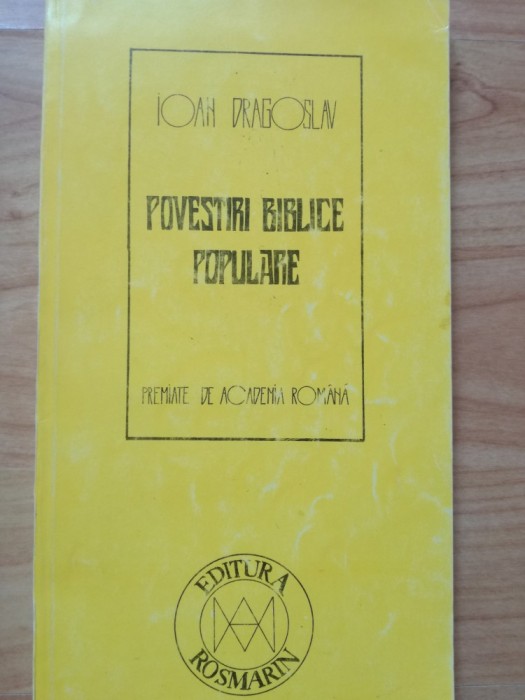 IOAN DRAGOSLAV
POVESTIRI BIBLICE
POPULARE
PREMIATE DE ACADEMIA ROMÂNĂ
EDITURA
ROSMARIN